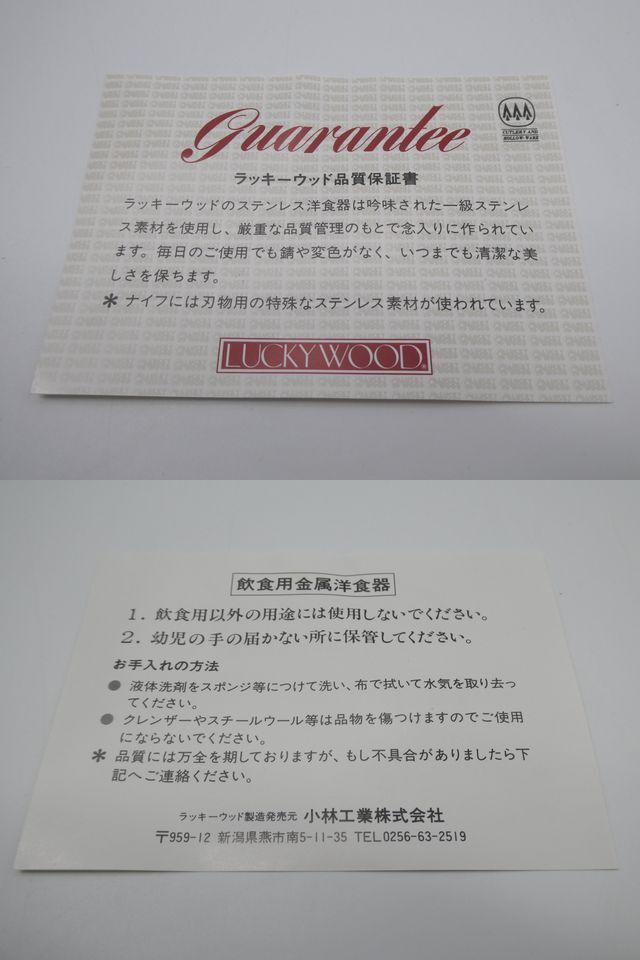 Guarantee
CUTLERY AND
HOLLOW-WARE
ラッキーウッド品質保証書
ラッキーウッドのステンレス洋食器は吟味された一級ステンレ
ス素材を使用し、厳重な品質管理のもとで念入りに作られてい
ます。毎日のご使用でも錆や変色がなく、いつまでも清潔な美
しさを保ちます。
* ナイフには刃物用の特殊なステンレス素材が使われています。
LUCKYWOOD®
飲食用金属洋食器
1. 飲食用以外の用途には使用しないでください。
2. 幼児の手の届かない所に保管してください。
お手入れの方法
● 液体洗剤をスポンジ等につけて洗い、布で拭いて水気を取り去っ
てください。
● クレンザーやスチールウール等は品物を傷つけますのでご使用
にならないでください。
* 品質には万全を期しておりますが、もし不具合がありましたら下
記へご連絡ください。
ラッキーウッド製造発売元 小林工業株式会社
〒959-12 新潟県燕市南5-11-35 TEL0256-63-2519